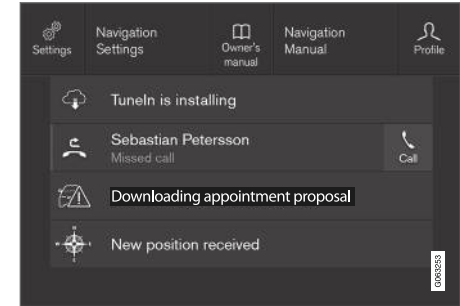 Settings
Navigation
Settings
Owner's
manual
Navigation
Manual
Profile
TuneIn is installing
Sebastian Petersson
Missed call
Call
Downloading appointment proposal
New position received
G063253